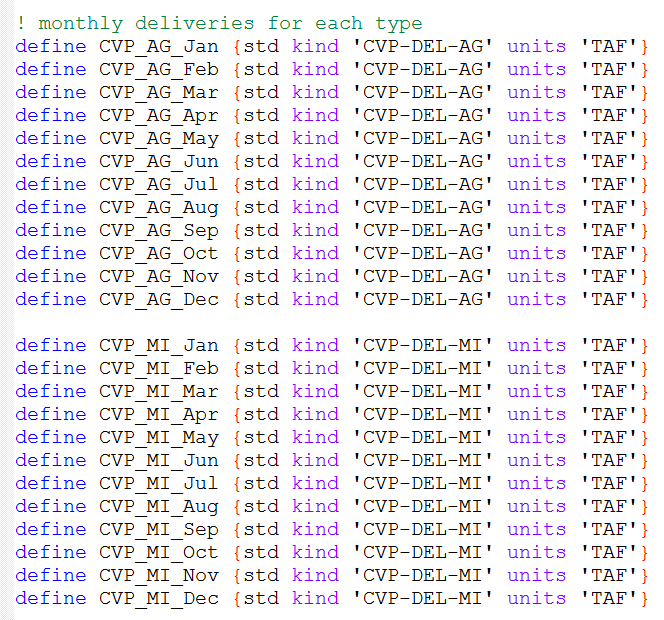 ! monthly deliveries for each type
define CVP_AG_Jan {std kind 'CVP-DEL-AG' units 'TAF'}
define CVP_AG_Feb {std kind 'CVP-DEL-AG' units 'TAF'}
define CVP_AG_Mar {std kind 'CVP-DEL-AG' units 'TAF'}
define CVP_AG_Apr {std kind 'CVP-DEL-AG' units 'TAF'}
define CVP_AG_May {std kind 'CVP-DEL-AG' units 'TAF'}
define CVP_AG_Jun {std kind 'CVP-DEL-AG' units 'TAF'}
define CVP_AG_Jul {std kind 'CVP-DEL-AG' units 'TAF'}
define CVP_AG_Aug {std kind 'CVP-DEL-AG' units 'TAF'}
define CVP_AG_Sep {std kind 'CVP-DEL-AG' units 'TAF'}
define CVP_AG_Oct {std kind 'CVP-DEL-AG' units 'TAF'}
define CVP_AG_Nov {std kind 'CVP-DEL-AG' units 'TAF'}
define CVP_AG_Dec {std kind 'CVP-DEL-AG' units 'TAF'}

define CVP_MI_Jan {std kind 'CVP-DEL-MI' units 'TAF'}
define CVP_MI_Feb {std kind 'CVP-DEL-MI' units 'TAF'}
define CVP_MI_Mar {std kind 'CVP-DEL-MI' units 'TAF'}
define CVP_MI_Apr {std kind 'CVP-DEL-MI' units 'TAF'}
define CVP_MI_May {std kind 'CVP-DEL-MI' units 'TAF'}
define CVP_MI_Jun {std kind 'CVP-DEL-MI' units 'TAF'}
define CVP_MI_Jul {std kind 'CVP-DEL-MI' units 'TAF'}
define CVP_MI_Aug {std kind 'CVP-DEL-MI' units 'TAF'}
define CVP_MI_Sep {std kind 'CVP-DEL-MI' units 'TAF'}
define CVP_MI_Oct {std kind 'CVP-DEL-MI' units 'TAF'}
define CVP_MI_Nov {std kind 'CVP-DEL-MI' units 'TAF'}
define CVP_MI_Dec {std kind 'CVP-DEL-MI' units 'TAF'}